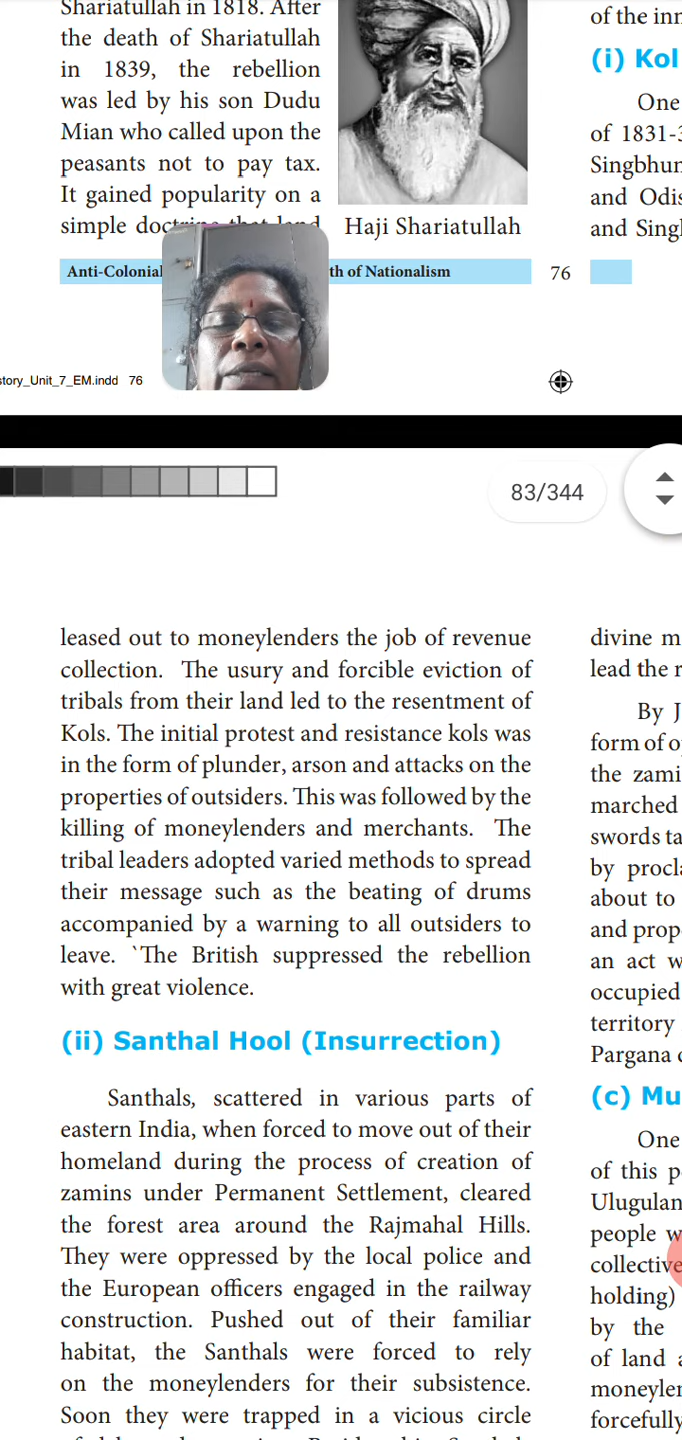 Shariatullah in 1818. After
the death of Shariatullah
in 1839, the rebellion
was led by his son Dudu
Mian who called upon the
peasants not to pay tax.
It gained popularity on a
simple doctrine that land
Haji Shariatullah
Anti-Colonial
th of Nationalism
76
story_Unit_7_EM.indd 76
of the inn
(i) Kol
One
of 1831-3
Singbhum
and Odis
and Singl
83/344
leased out to moneylenders the job of revenue
collection. The usury and forcible eviction of
tribals from their land led to the resentment of
Kols. The initial protest and resistance kols was
in the form of plunder, arson and attacks on the
properties of outsiders. This was followed by the
killing of moneylenders and merchants. The
tribal leaders adopted varied methods to spread
their message such as the beating of drums
accompanied by a warning to all outsiders to
leave. `The British suppressed the rebellion
with great violence.
(ii) Santhal Hool (Insurrection)
Santhals, scattered in various parts of
eastern India, when forced to move out of their
homeland during the process of creation of
zamins under Permanent Settlement, cleared
the forest area around the Rajmahal Hills.
They were oppressed by the local police and
the European officers engaged in the railway
construction. Pushed out of their familiar
habitat, the Santhals were forced to rely
on the moneylenders for their subsistence.
Soon they were trapped in a vicious circle
divine m
lead the r
By J
form of o
the zami
marched
swords ta
by procla
about to
and prop
an act w
occupied
territory
Pargana
(c) Mu
One
of this p
Ulugulan
people w
collective
holding)
by the
of land a
moneylen
forcefully